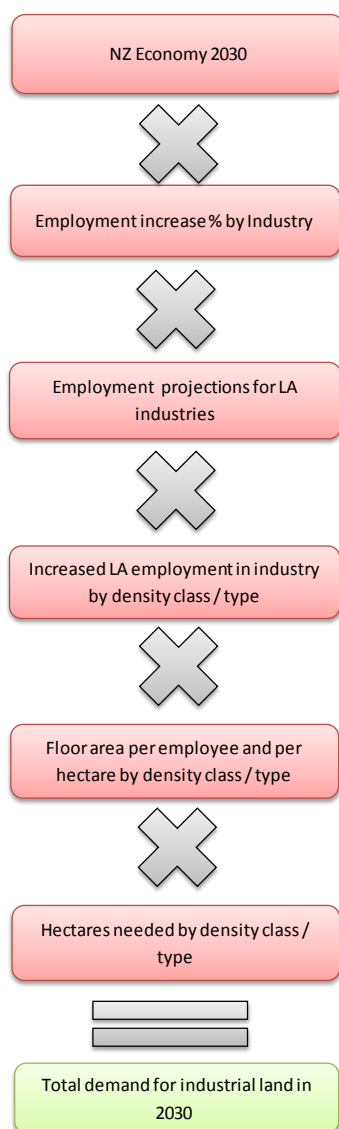 NZ Economy 2030
Employment increase % by Industry
Employment projections for LA
industries
Increased LA employment in industry
by density class / type
Floor area per employee and per
hectare by density class / type
Hectares needed by density class /
type
Total demand for industrial land in
2030